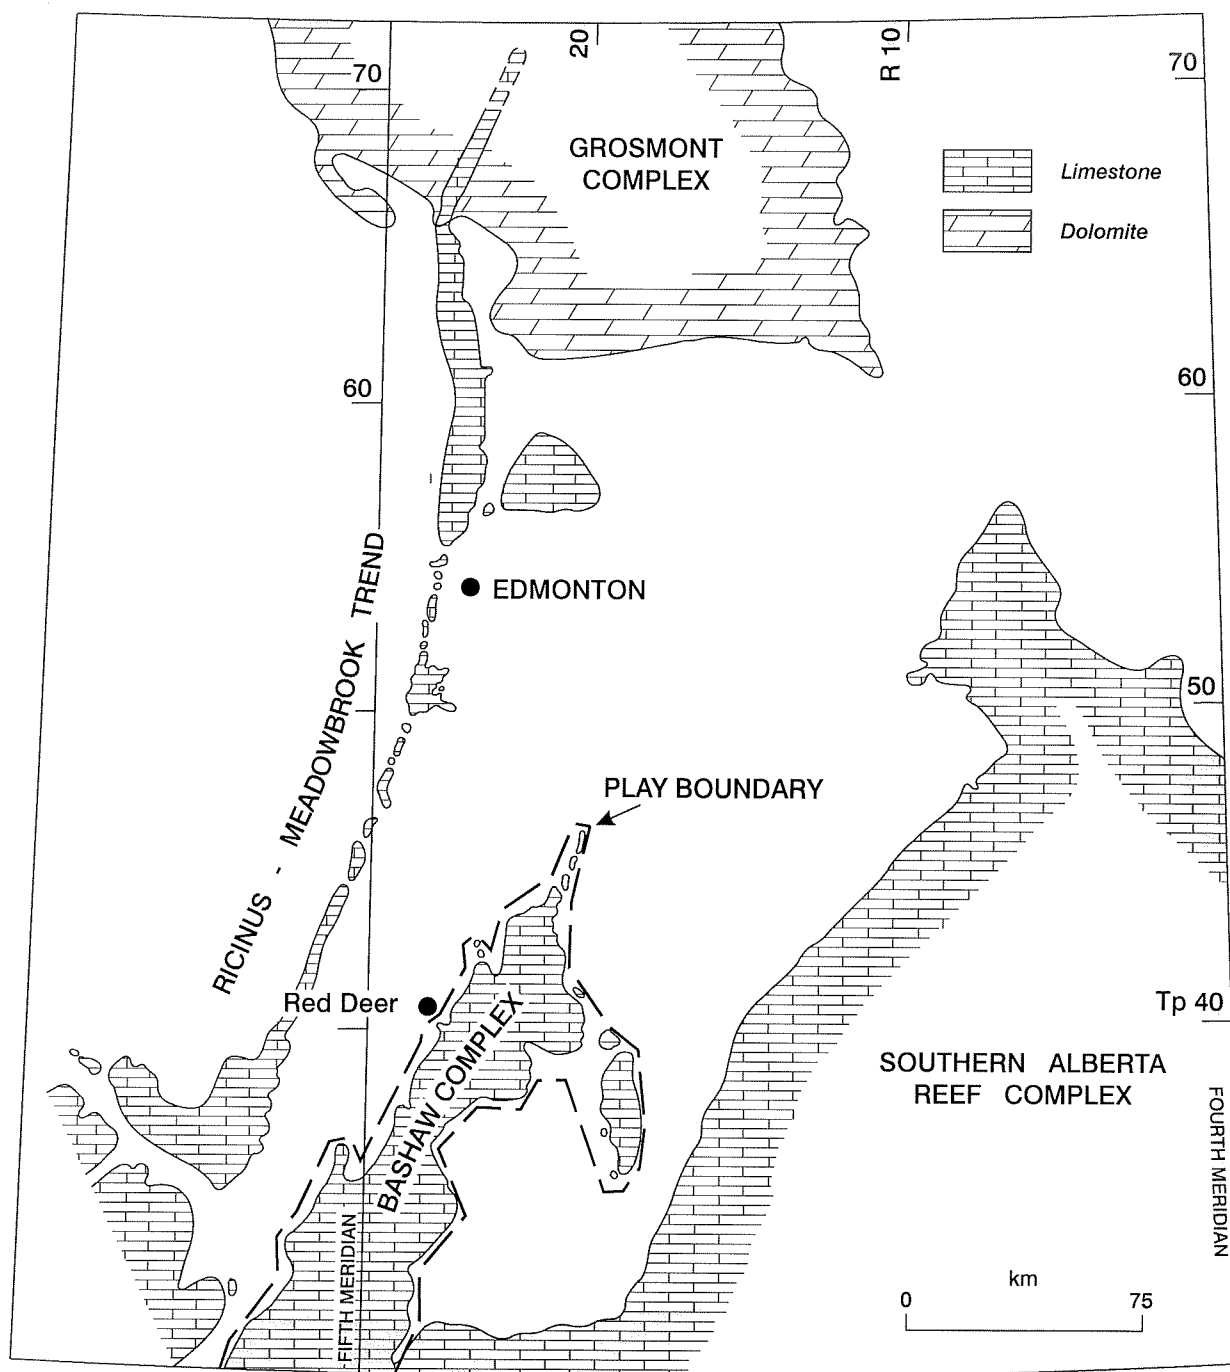 20
R 10
70
70
GROSMONT
COMPLEX
Limestone
Dolomite
60
60
RICINUS - MEADOWBROOK TREND
EDMONTON
50
PLAY BOUNDARY
Red Deer
BASHAW COMPLEX
Tp 40
SOUTHERN ALBERTA
REEF COMPLEX
FOURTH MERIDIAN
FIFTH MERIDIAN
km
0 75